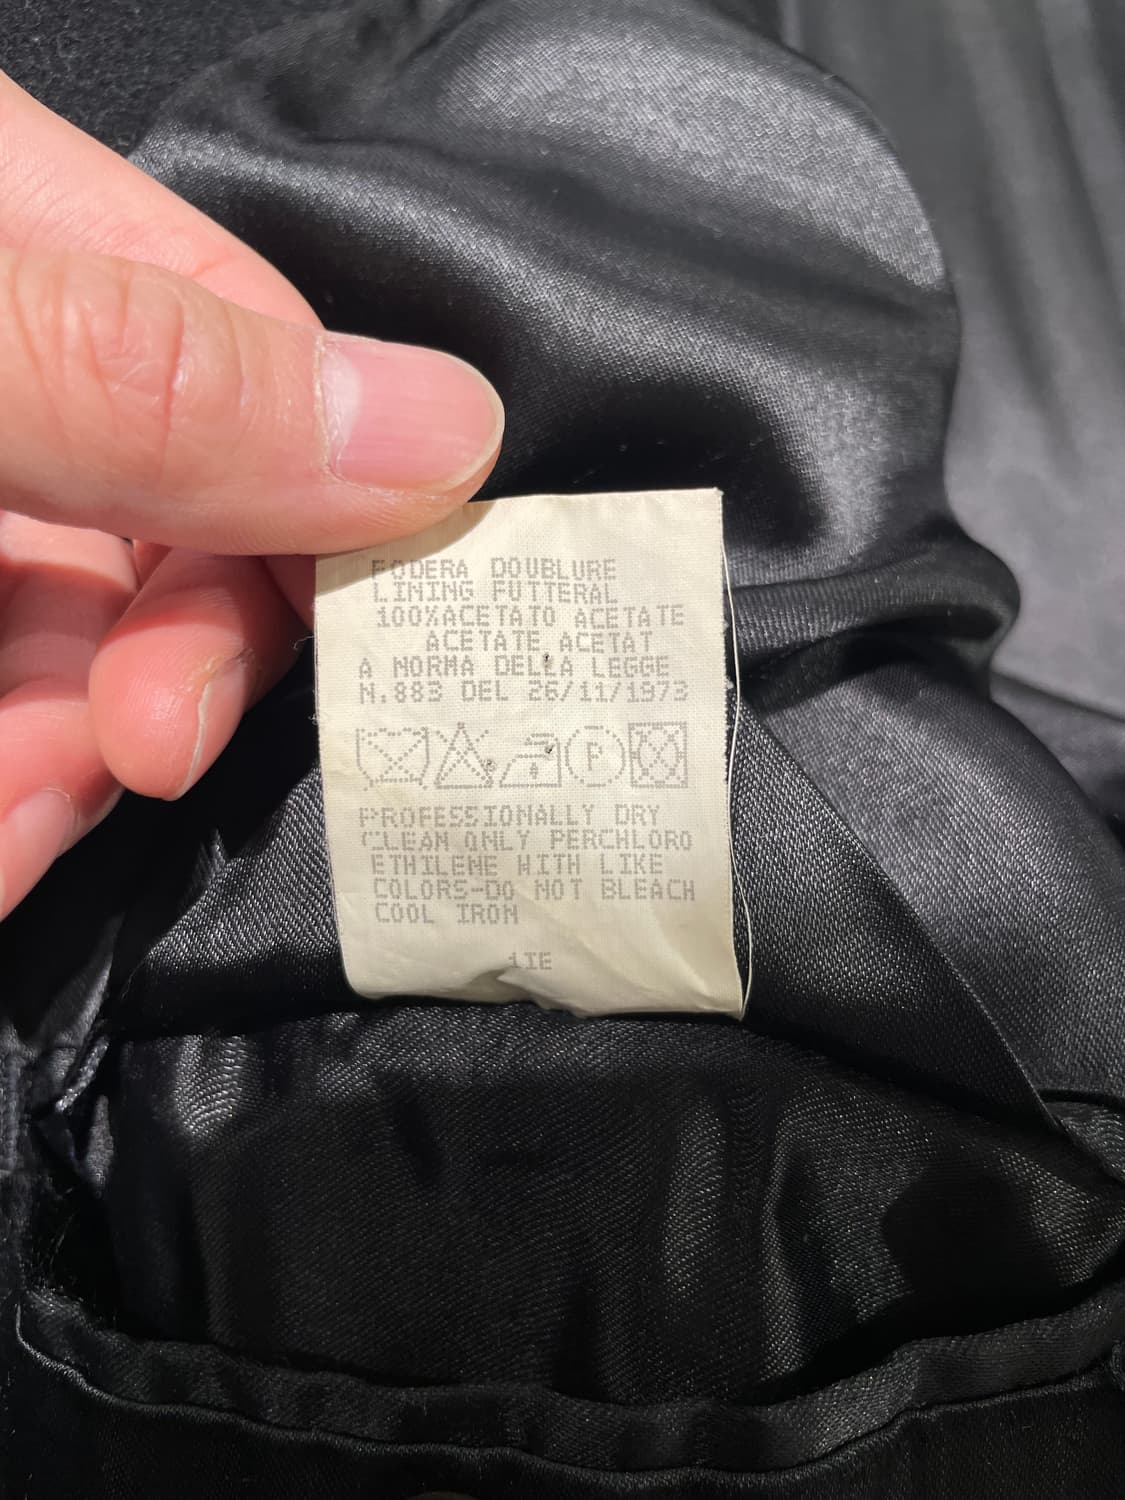 FODERA DOUBLURE
LINING FUTTERAL
100%ACETATO ACETATE
ACETATE ACETAT
A NORMA DELLA LEGGE
N.883 DEL 26/11/1973
P
PROFESSIONALLY DRY
CLEAN ONLY PERCHLORO
ETHILENE WITH LIKE
COLORS-DO NOT BLEACH
COOL IRON
1IE